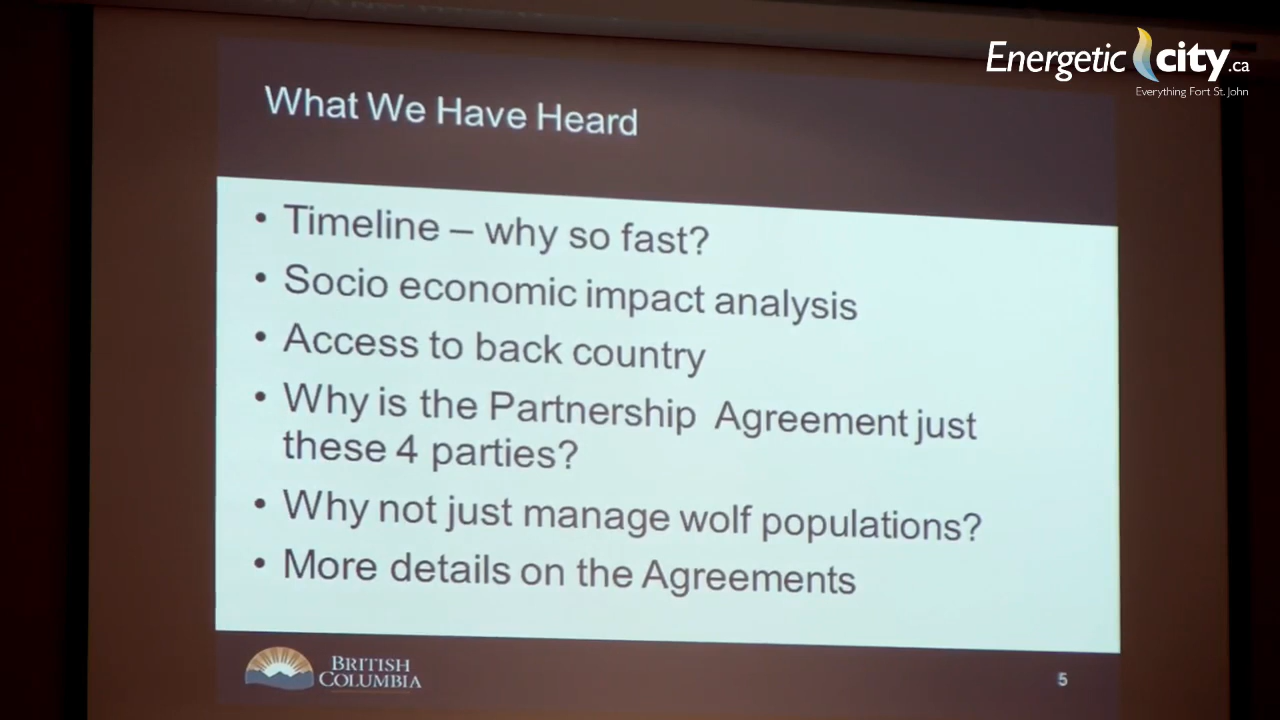 Energetic city.ca
Everything Fort St. John
What We Have Heard
• Timeline – why so fast?
• Socio economic impact analysis
• Access to back country
• Why is the Partnership Agreement just
these 4 parties?
• Why not just manage wolf populations?
• More details on the Agreements
BRITISH
COLUMBIA
5